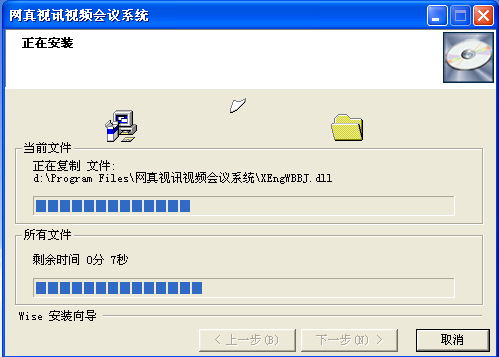 网真视讯视频会议系统
正在安装
当前文件
正在复制 文件:
d:\Program Files\网真视讯视频会议系统\XEngWBBJ.dll
所有文件
剩余时间 0分 7秒
Wise 安装向导
< 上一步(B)
下一步(N) >
取消